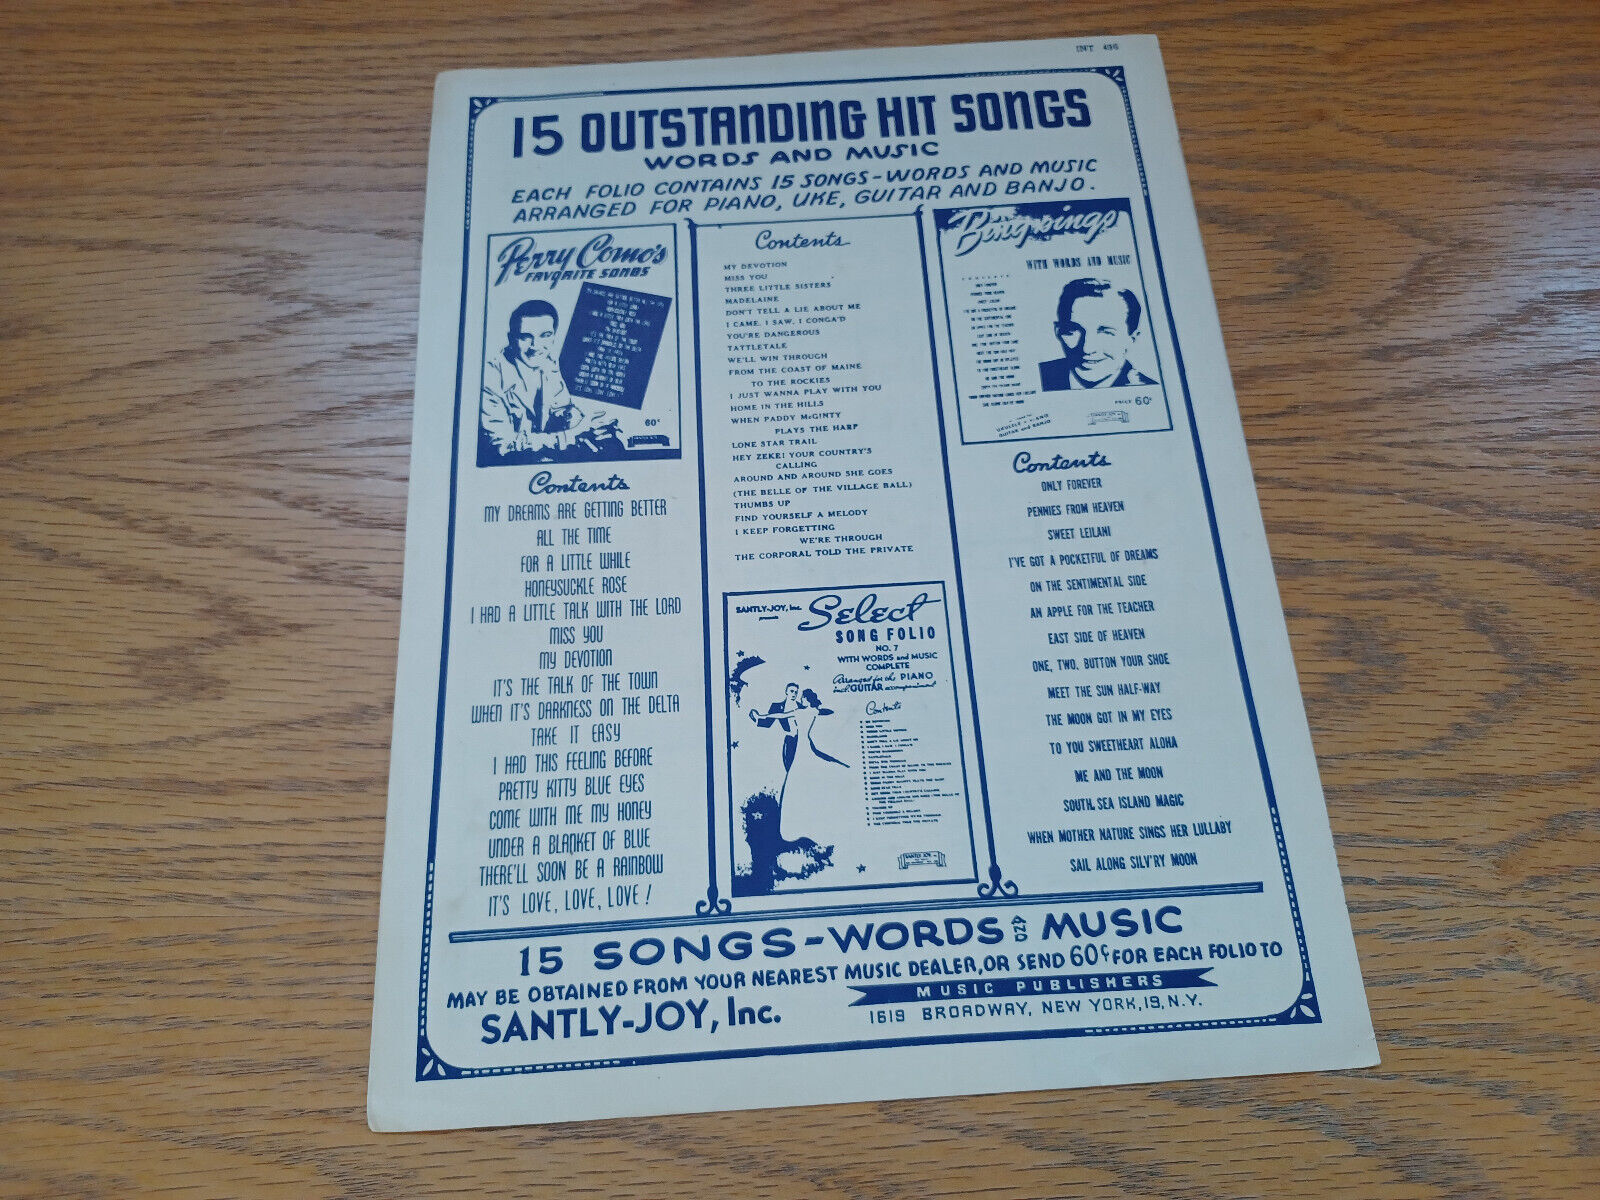 INT 496
15 OUTSTANDING HIT SONGS
WORDS AND MUSIC
EACH FOLIO CONTAINS 15 SONGS-WORDS AND MUSIC
ARRANGED FOR PIANO, UKE, GUITAR AND BANJO.
Perry Como's
FAVORITE SONGS
60¢
Contents
MY DREAMS ARE GETTING BETTER
ALL THE TIME
FOR A LITTLE WHILE
HONEYSUCKLE ROSE
I HAD A LITTLE TALK WITH THE LORD
MISS YOU
MY DEVOTION
IT'S THE TALK OF THE TOWN
WHEN IT'S DARKNESS ON THE DELTA
TAKE IT EASY
I HAD THIS FEELING BEFORE
PRETTY KITTY BLUE EYES
COME WITH ME MY HONEY
UNDER A BLANKET OF BLUE
THERE'LL SOON BE A RAINBOW
IT'S LOVE, LOVE, LOVE!
Contents
MY DEVOTION
MISS YOU
THREE LITTLE SISTERS
MADELAINE
DON'T TELL A LIE ABOUT ME
I CAME, I SAW, I CONGA'D
YOU'RE DANGEROUS
TATTLETALE
WE'LL WIN THROUGH
FROM THE COAST OF MAINE
TO THE ROCKIES
I JUST WANNA PLAY WITH YOU
HOME IN THE HILLS
WHEN PADDY McGINTY
PLAYS THE HARP
LONE STAR TRAIL
HEY ZEKE! YOUR COUNTRY'S
CALLING
AROUND AND AROUND SHE GOES
(THE BELLE OF THE VILLAGE BALL)
THUMBS UP
FIND YOURSELF A MELODY
I KEEP FORGETTING
WE'RE THROUGH
THE CORPORAL TOLD THE PRIVATE
SANTLY-JOY, Inc.
presents
Select
SONG FOLIO
NO. 7
WITH WORDS and MUSIC
COMPLETE
Arranged for the PIANO
incl. GUITAR accompaniment
Contents
SANTLY JOY
Bing sings
WITH WORDS AND MUSIC
CONTENTS
UKULELE - PIANO
GUITAR and BANJO
PRICE 60¢
Contents
ONLY FOREVER
PENNIES FROM HEAVEN
SWEET LEILANI
I'VE GOT A POCKETFUL OF DREAMS
ON THE SENTIMENTAL SIDE
AN APPLE FOR THE TEACHER
EAST SIDE OF HEAVEN
ONE, TWO, BUTTON YOUR SHOE
MEET THE SUN HALF-WAY
THE MOON GOT IN MY EYES
TO YOU SWEETHEART ALOHA
ME AND THE MOON
SOUTH SEA ISLAND MAGIC
WHEN MOTHER NATURE SINGS HER LULLABY
SAIL ALONG SILV'RY MOON
15 SONGS-WORDS AND MUSIC
MAY BE OBTAINED FROM YOUR NEAREST MUSIC DEALER, OR SEND 60¢ FOR EACH FOLIO TO
SANTLY-JOY, Inc.
MUSIC PUBLISHERS
1619 BROADWAY, NEW YORK, 19, N.Y.